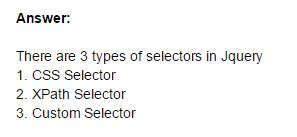 Answer:
There are 3 types of selectors in Jquery
1. CSS Selector
2. XPath Selector
3. Custom Selector